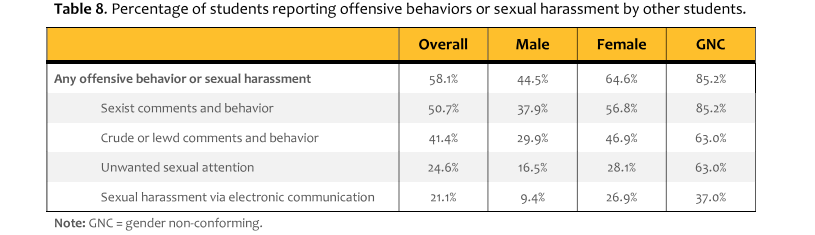 Table 8. Percentage of students reporting offensive behaviors or sexual harassment by other students.
Overall Male Female GNC
Any offensive behavior or sexual harassment 58.1% 44.5% 64.6% 85.2%
Sexist comments and behavior 50.7% 37.9% 56.8% 85.2%
Crude or lewd comments and behavior 41.4% 29.9% 46.9% 63.0%
Unwanted sexual attention 24.6% 16.5% 28.1% 63.0%
Sexual harassment via electronic communication 21.1% 9.4% 26.9% 37.0%
Note: GNC = gender non-conforming.